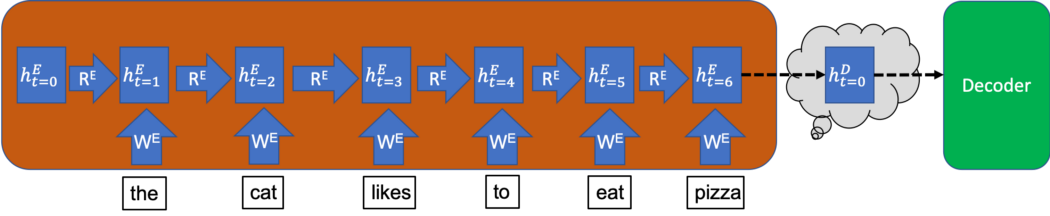 h^E_{t=0} R^E h^E_{t=1} R^E h^E_{t=2} R^E h^E_{t=3} R^E h^E_{t=4} R^E h^E_{t=5} R^E h^E_{t=6} h^D_{t=0} Decoder
W^E W^E W^E W^E W^E W^E
the cat likes to eat pizza